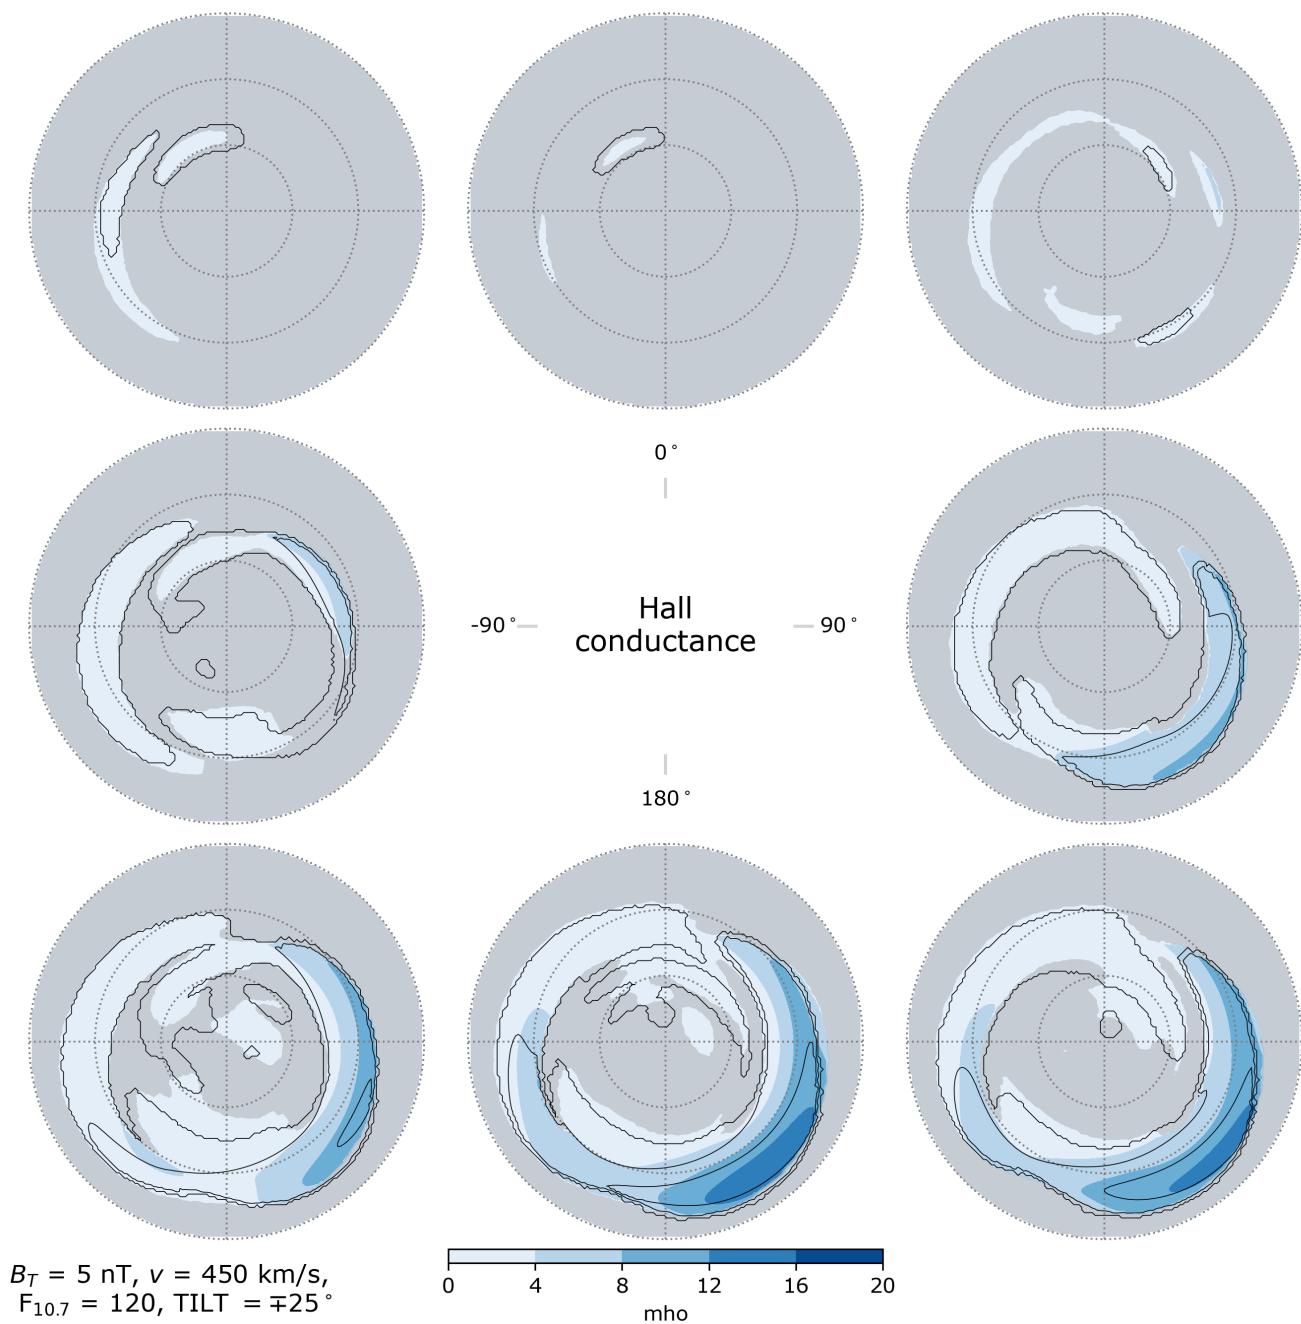 0°
Hall
-90°
90°
conductance
180°
B_T = 5 nT, v = 450 km/s,
F_10.7 = 120, TILT = ∓25°
0 4 8 12 16 20
mho